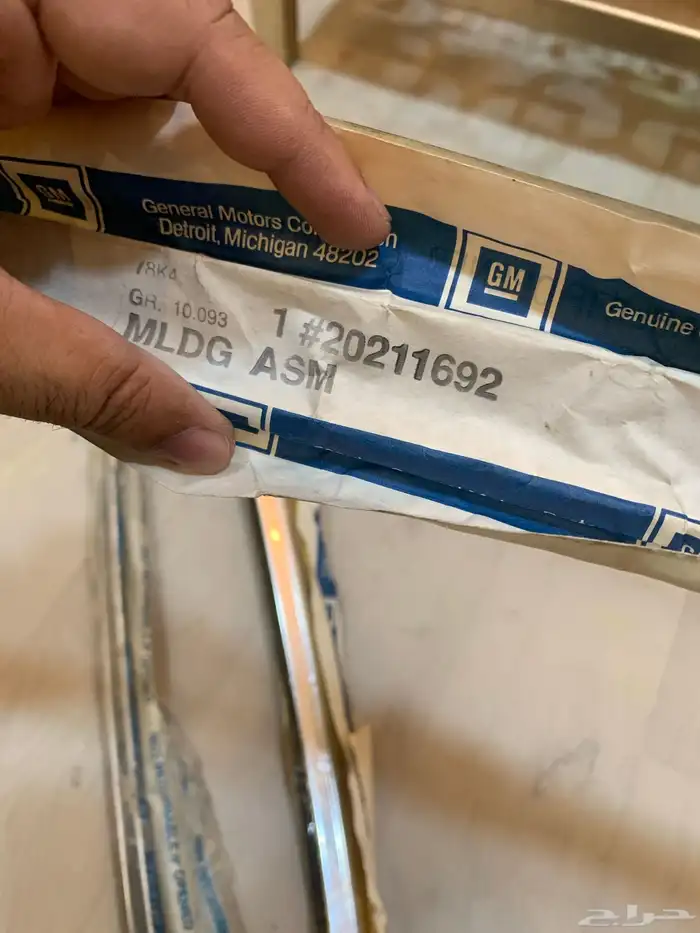 GM
General Motors Co
Detroit, Michigan 48202
GM
Genuine
78K4
GR. 10.093
1 #20211692
MLDG ASM
حراج